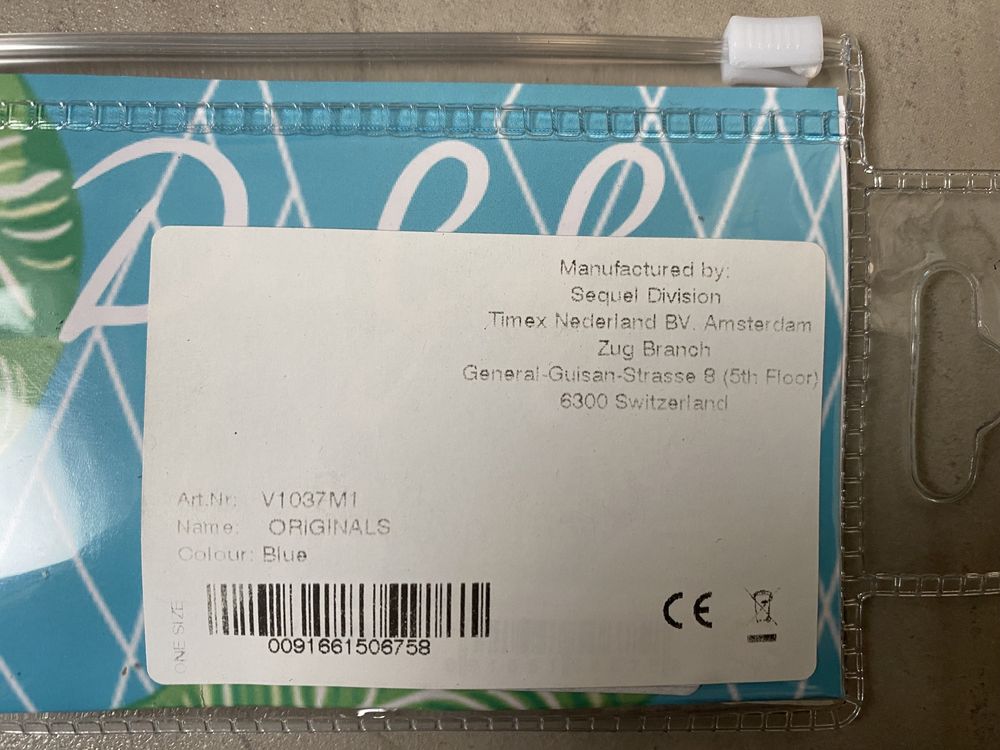 Manufactured by:
Sequel Division
Timex Nederland BV. Amsterdam
Zug Branch
General-Guisan-Strasse 8 (5th Floor)
6300 Switzerland
Art.Nr: V1037M1
Name: ORIGINALS
Colour: Blue
ONE SIZE
0091661506758
CE